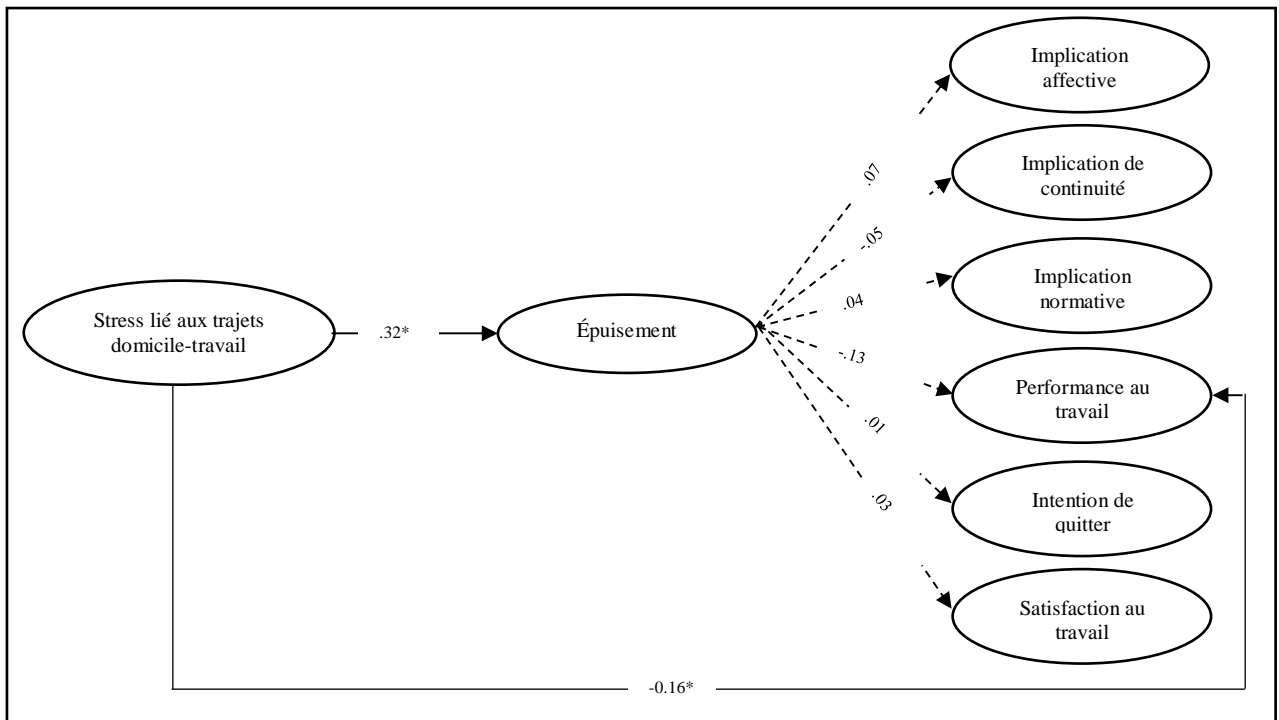 Implication
affective
Implication de
continuité
Implication
normative
Performance au
travail
Intention de
quitter
Satisfaction au
travail
Stress lié aux trajets
domicile-travail
.32*
Épuisement
.07
-.05
.04
-.13
.01
.03
-0.16*